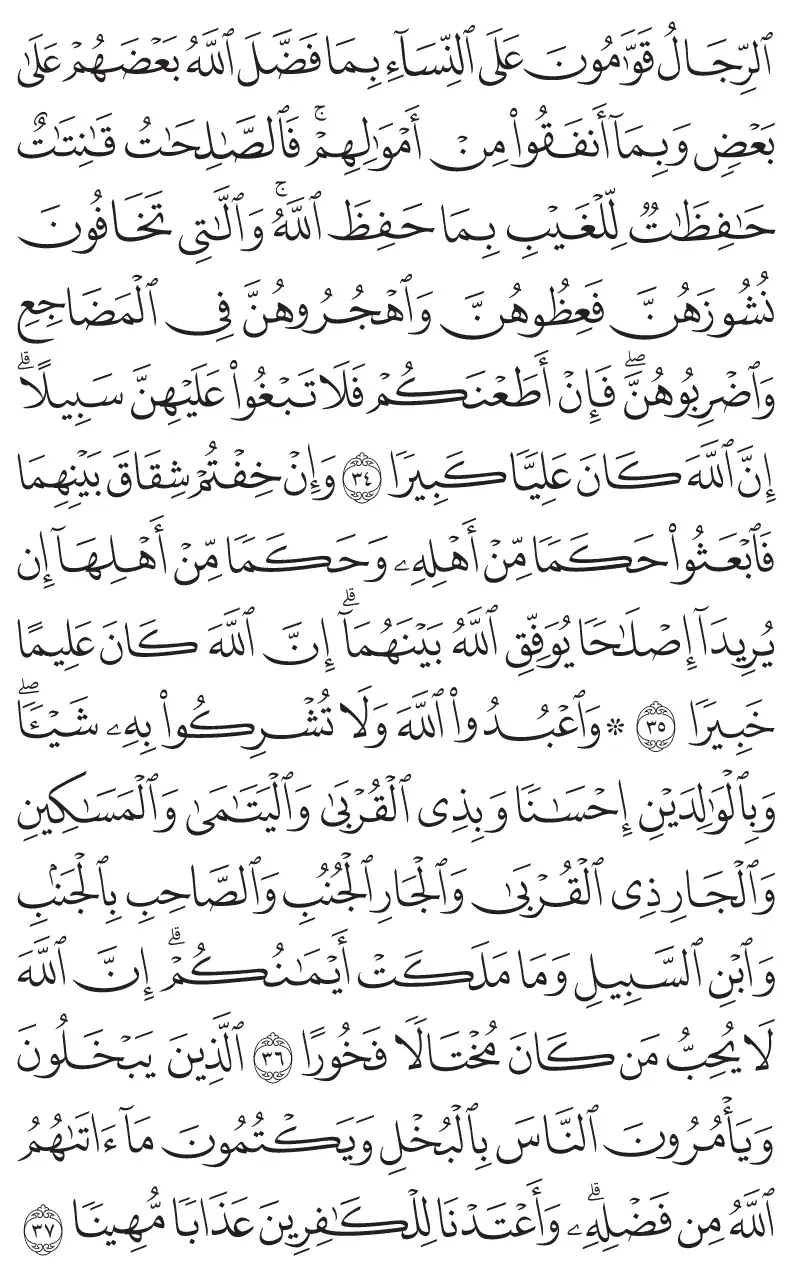 ٱلرِّجَالُ قَوَّٰمُونَ عَلَى ٱلنِّسَآءِ بِمَا فَضَّلَ ٱللَّهُ بَعْضَهُمْ عَلَىٰ
بَعْضٖ وَبِمَآ أَنفَقُواْ مِنْ أَمْوَٰلِهِمْۚ فَٱلصَّٰلِحَٰتُ قَٰنِتَٰتٌ
حَٰفِظَٰتٞ لِّلْغَيْبِ بِمَا حَفِظَ ٱللَّهُۚ وَٱلَّٰتِى تَخَافُونَ
نُشُوزَهُنَّ فَعِظُوهُنَّ وَٱهْجُرُوهُنَّ فِى ٱلْمَضَاجِعِ
وَٱضْرِبُوهُنَّۖ فَإِنْ أَطَعْنَكُمْ فَلَا تَبْغُواْ عَلَيْهِنَّ سَبِيلًاۗ
إِنَّ ٱللَّهَ كَانَ عَلِيّٗا كَبِيرٗا ٣٤ وَإِنْ خِفْتُمْ شِقَاقَ بَيْنِهِمَا
فَٱبْعَثُواْ حَكَمٗا مِّنْ أَهْلِهِۦ وَحَكَمٗا مِّنْ أَهْلِهَآ إِن
يُرِيدَآ إِصْلَٰحٗا يُوَفِّقِ ٱللَّهُ بَيْنَهُمَآۗ إِنَّ ٱللَّهَ كَانَ عَلِيمًا
خَبِيرٗا ٣٥ ۞ وَٱعْبُدُواْ ٱللَّهَ وَلَا تُشْرِكُواْ بِهِۦ شَيْـٔٗاۖ
وَبِٱلْوَٰلِدَيْنِ إِحْسَٰنٗا وَبِذِى ٱلْقُرْبَىٰ وَٱلْيَتَٰمَىٰ وَٱلْمَسَٰكِينِ
وَٱلْجَارِ ذِى ٱلْقُرْبَىٰ وَٱلْجَارِ ٱلْجُنُبِ وَٱلصَّاحِبِ بِٱلْجَنۢبِ
وَٱبْنِ ٱلسَّبِيلِ وَمَا مَلَكَتْ أَيْمَٰنُكُمْۗ إِنَّ ٱللَّهَ
لَا يُحِبُّ مَن كَانَ مُخْتَالٗا فَخُورًا ٣٦ ٱلَّذِينَ يَبْخَلُونَ
وَيَأْمُرُونَ ٱلنَّاسَ بِٱلْبُخْلِ وَيَكْتُمُونَ مَآ ءَاتَىٰهُمُ
ٱللَّهُ مِن فَضْلِهِۦۗ وَأَعْتَدْنَا لِلْكَٰفِرِينَ عَذَابٗا مُّهِينٗا ٣٧